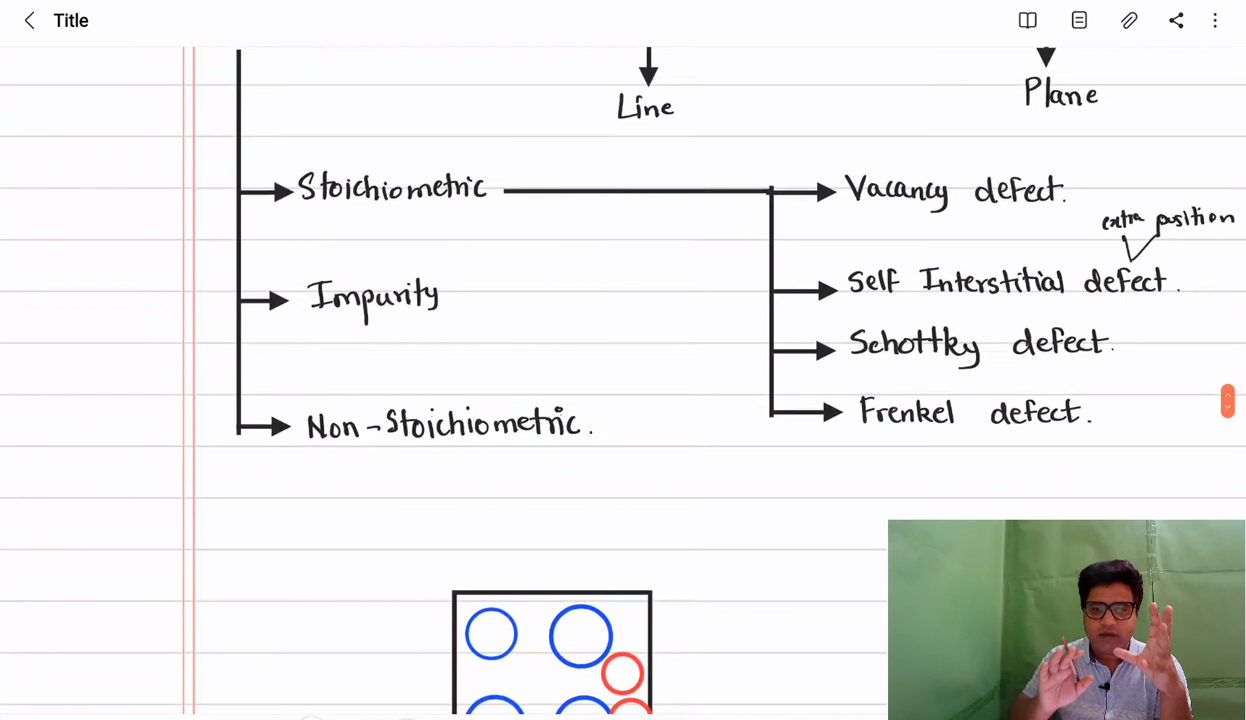 Title
Line
Plane
Stoichiometric
Vacancy defect.
extra position
Self Interstitial defect.
Impurity
Schottky defect.
Frenkel defect.
Non-Stoichiometric.